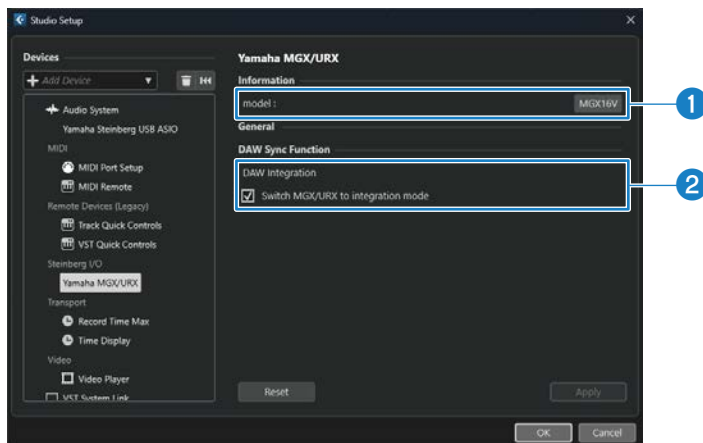 Studio Setup
Devices
Add Device
Audio System
Yamaha Steinberg USB ASIO
MIDI
MIDI Port Setup
MIDI Remote
Remote Devices (Legacy)
Track Quick Controls
VST Quick Controls
Steinberg I/O
Yamaha MGX/URX
Transport
Record Time Max
Time Display
Video
Video Player
VST System Link
Yamaha MGX/URX
Information
model :
MGX16V
1
General
DAW Sync Function
DAW Integration
Switch MGX/URX to integration mode
2
Reset
Apply
OK
Cancel